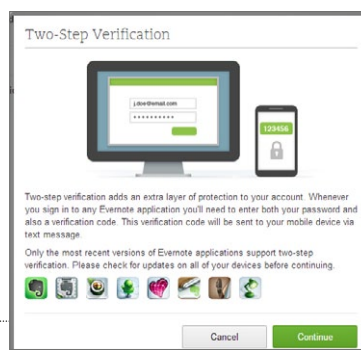 Two-Step Verification
j.doe@email.com
123456
Two-step verification adds an extra layer of protection to your account. Whenever
you sign in to any Evernote application you'll need to enter both your password and
also a verification code. This verification code will be sent to your mobile device via
text message.
Only the most recent versions of Evernote applications support two-step
verification. Please check for updates on all of your devices before continuing.
Cancel
Continue